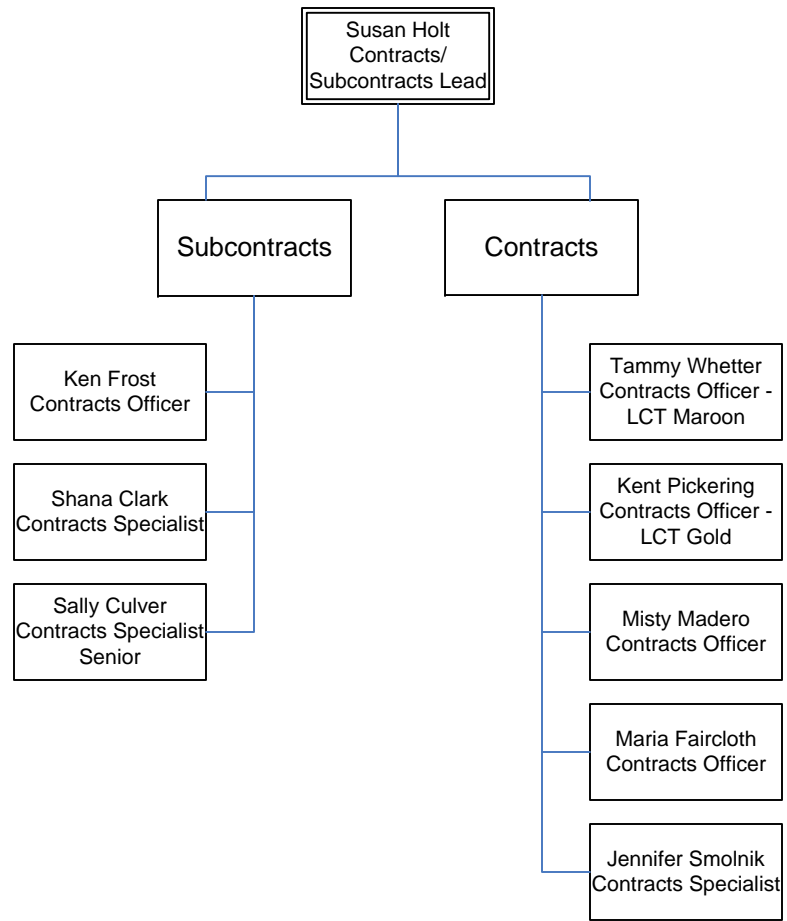 Susan Holt
Contracts/
Subcontracts Lead
Subcontracts
Contracts
Ken Frost
Contracts Officer
Shana Clark
Contracts Specialist
Sally Culver
Contracts Specialist
Senior
Tammy Whetter
Contracts Officer -
LCT Maroon
Kent Pickering
Contracts Officer -
LCT Gold
Misty Madero
Contracts Officer
Maria Faircloth
Contracts Officer
Jennifer Smolnik
Contracts Specialist